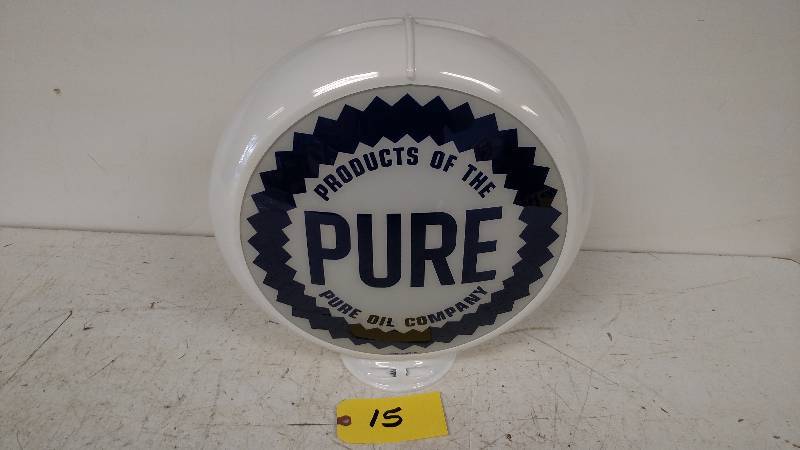 PRODUCTS OF THE
PURE
PURE OIL COMPANY
15